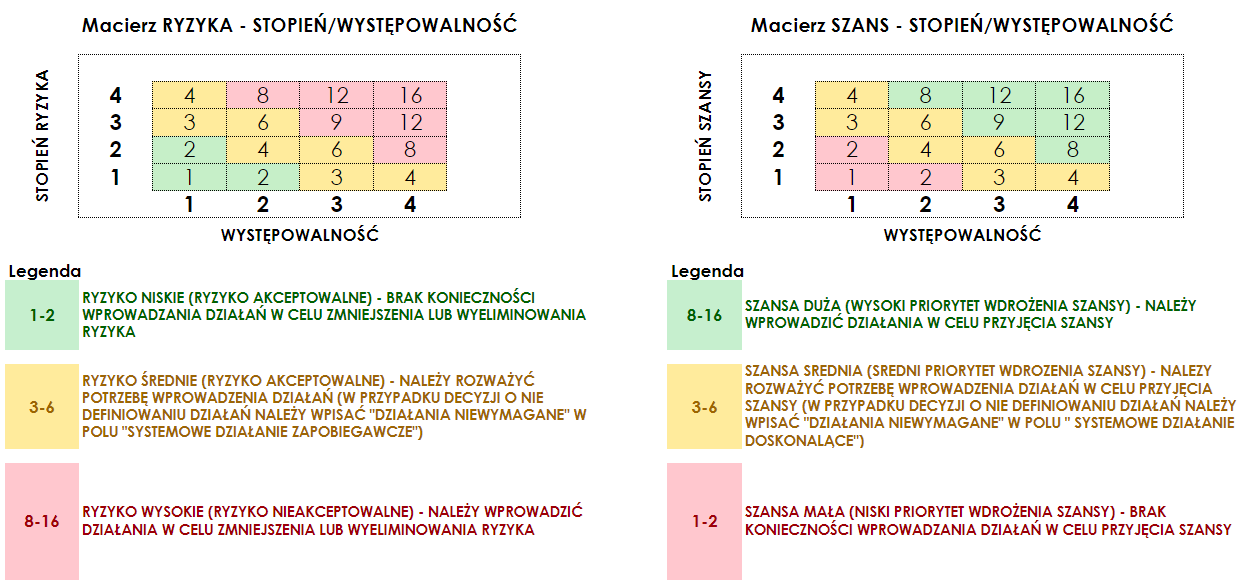 Macierz RYZYKA - STOPIEŃ/WYSTĘPOWALNOŚĆ
STOPIEŃ RYZYKA
4 4 8 12 16
3 3 6 9 12
2 2 4 6 8
1 1 2 3 4
1 2 3 4
WYSTĘPOWALNOŚĆ
Legenda
1-2
RYZYKO NISKIE (RYZYKO AKCEPTOWALNE) - BRAK KONIECZNOŚCI
WPROWADZANIA DZIAŁAŃ W CELU ZMNIEJSZENIA LUB WYELIMINOWANIA
RYZYKA
3-6
RYZYKO ŚREDNIE (RYZYKO AKCEPTOWALNE) - NALEŻY ROZWAŻYĆ
POTRZEBĘ WPROWADZENIA DZIAŁAŃ (W PRZYPADKU DECYZJI O NIE
DEFINIOWANIU DZIAŁAŃ NALEŻY WPISAĆ "DZIAŁANIA NIEWYMAGANE" W
POLU "SYSTEMOWE DZIAŁANIE ZAPOBIEGAWCZE")
8-16
RYZYKO WYSOKIE (RYZYKO NIEAKCEPTOWALNE) - NALEŻY WPROWADZIĆ
DZIAŁANIA W CELU ZMNIEJSZENIA LUB WYELIMINOWANIA RYZYKA
Macierz SZANS - STOPIEŃ/WYSTĘPOWALNOŚĆ
STOPIEŃ SZANSY
4 4 8 12 16
3 3 6 9 12
2 2 4 6 8
1 1 2 3 4
1 2 3 4
WYSTĘPOWALNOŚĆ
Legenda
8-16
SZANSA DUŻA (WYSOKI PRIORYTET WDROŻENIA SZANSY) - NALEŻY
WPROWADZIĆ DZIAŁANIA W CELU PRZYJĘCIA SZANSY
3-6
SZANSA SREDNIA (SREDNI PRIORYTET WDROZENIA SZANSY) - NALEZY
ROZWAŻYĆ POTRZEBĘ WPROWADZENIA DZIAŁAŃ W CELU PRZYJĘCIA
SZANSY (W PRZYPADKU DECYZJI O NIE DEFINIOWANIU DZIAŁAŃ NALEŻY
WPISAĆ "DZIAŁANIA NIEWYMAGANE" W POLU " SYSTEMOWE DZIAŁANIE
DOSKONALĄCE")
1-2
SZANSA MAŁA (NISKI PRIORYTET WDROŻENIA SZANSY) - BRAK
KONIECZNOŚCI WPROWADZANIA DZIAŁAŃ W CELU PRZYJĘCIA SZANSY